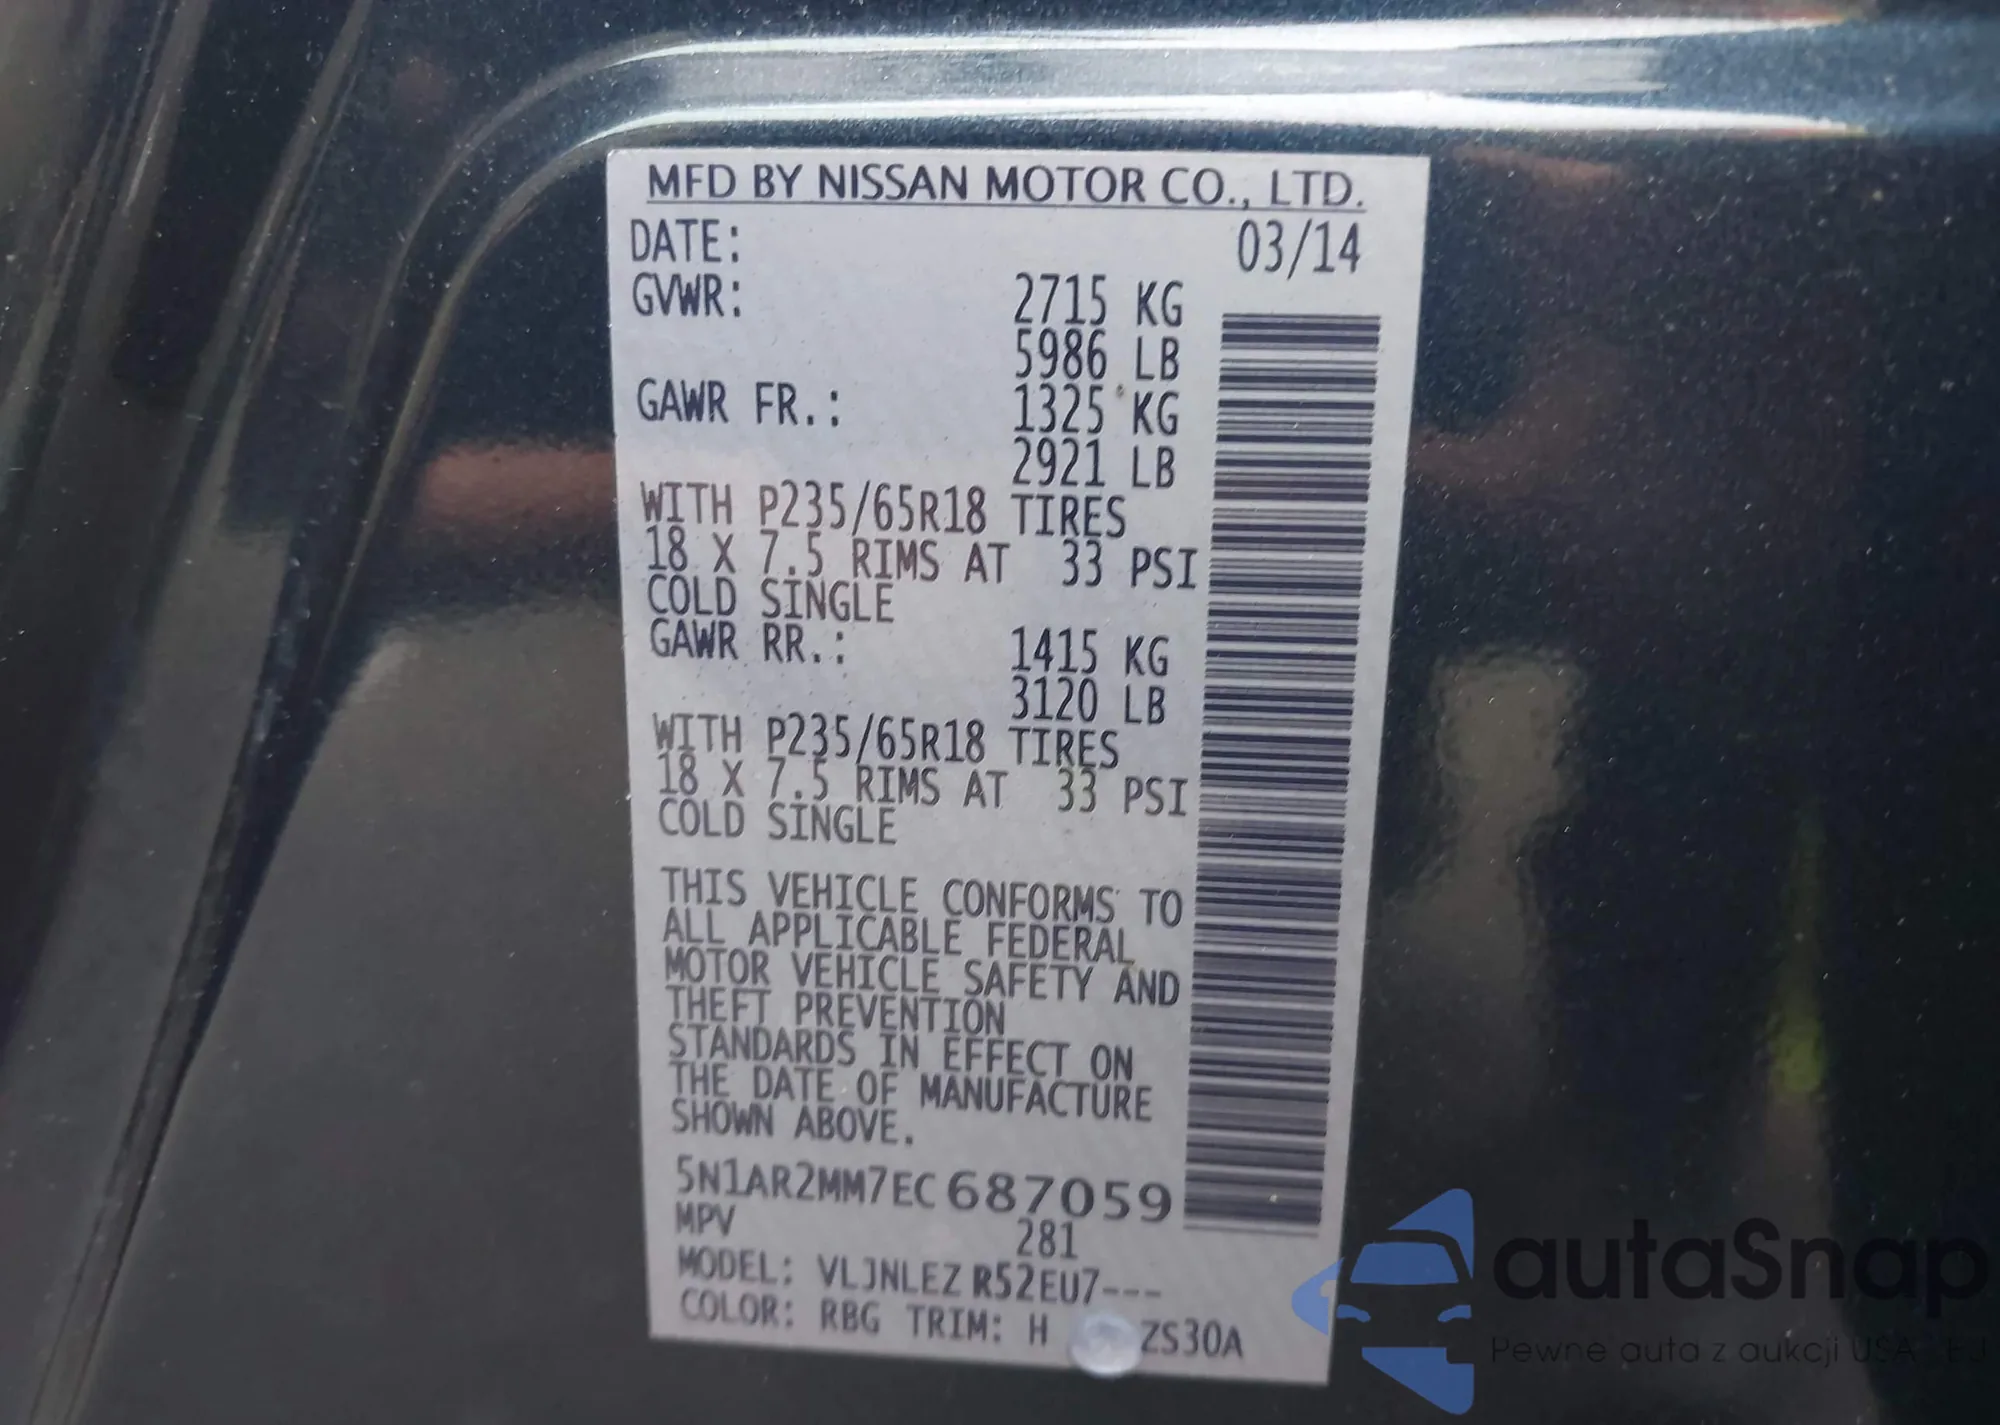 MFD BY NISSAN MOTOR CO., LTD.
DATE: 03/14
GVWR: 2715 KG
5986 LB
GAWR FR.: 1325 KG
2921 LB
WITH P235/65R18 TIRES
18 X 7.5 RIMS AT 33 PSI
COLD SINGLE
GAWR RR.: 1415 KG
3120 LB
WITH P235/65R18 TIRES
18 X 7.5 RIMS AT 33 PSI
COLD SINGLE
THIS VEHICLE CONFORMS TO
ALL APPLICABLE FEDERAL
MOTOR VEHICLE SAFETY AND
THEFT PREVENTION
STANDARDS IN EFFECT ON
THE DATE OF MANUFACTURE
SHOWN ABOVE.
5N1AR2MM7EC687059
MPV 281
MODEL: VLJNLEZ R52EU7---
COLOR: RBG TRIM: H ZS30A
autaSnap
Pewne auta z aukcji USA